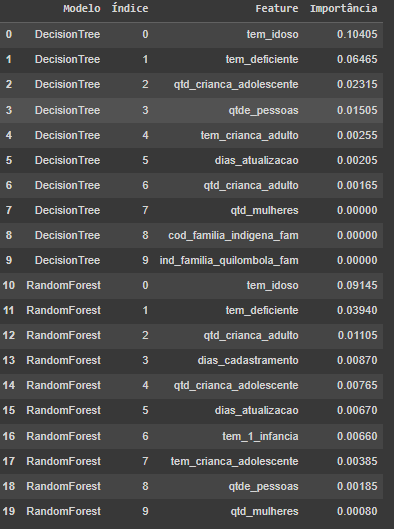 Modelo Índice Feature Importância
0 DecisionTree 0 tem_idoso 0.10405
1 DecisionTree 1 tem_deficiente 0.06465
2 DecisionTree 2 qtd_crianca_adolescente 0.02315
3 DecisionTree 3 qtde_pessoas 0.01505
4 DecisionTree 4 tem_crianca_adulto 0.00255
5 DecisionTree 5 dias_atualizacao 0.00205
6 DecisionTree 6 qtd_crianca_adulto 0.00165
7 DecisionTree 7 qtd_mulheres 0.00000
8 DecisionTree 8 cod_familia_indigena_fam 0.00000
9 DecisionTree 9 ind_familia_quilombola_fam 0.00000
10 RandomForest 0 tem_idoso 0.09145
11 RandomForest 1 tem_deficiente 0.03940
12 RandomForest 2 qtd_crianca_adulto 0.01105
13 RandomForest 3 dias_cadastramento 0.00870
14 RandomForest 4 qtd_crianca_adolescente 0.00765
15 RandomForest 5 dias_atualizacao 0.00670
16 RandomForest 6 tem_1_infancia 0.00660
17 RandomForest 7 tem_crianca_adolescente 0.00385
18 RandomForest 8 qtde_pessoas 0.00185
19 RandomForest 9 qtd_mulheres 0.00080